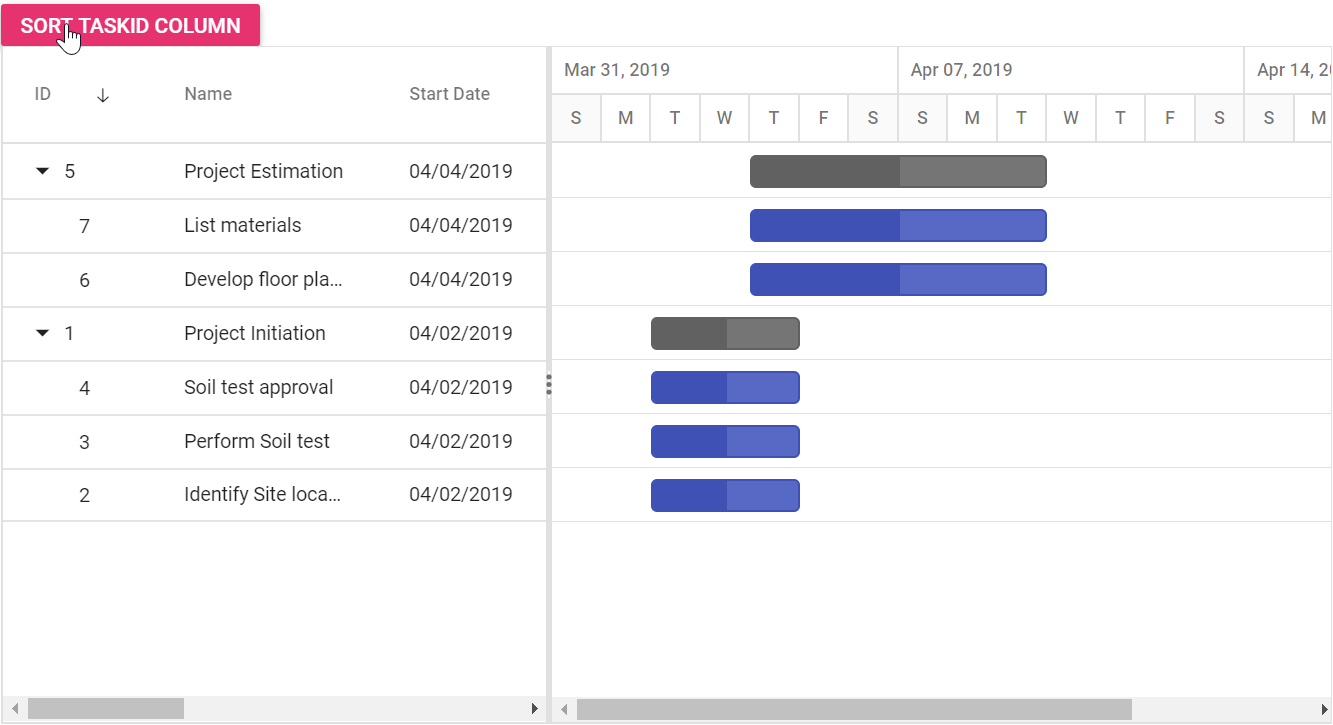 SORT TASKID COLUMN
ID Name Start Date
Mar 31, 2019 Apr 07, 2019 Apr 14, 20
S M T W T F S S M T W T F S S M
5 Project Estimation 04/04/2019
7 List materials 04/04/2019
6 Develop floor pla... 04/04/2019
1 Project Initiation 04/02/2019
4 Soil test approval 04/02/2019
3 Perform Soil test 04/02/2019
2 Identify Site loca... 04/02/2019